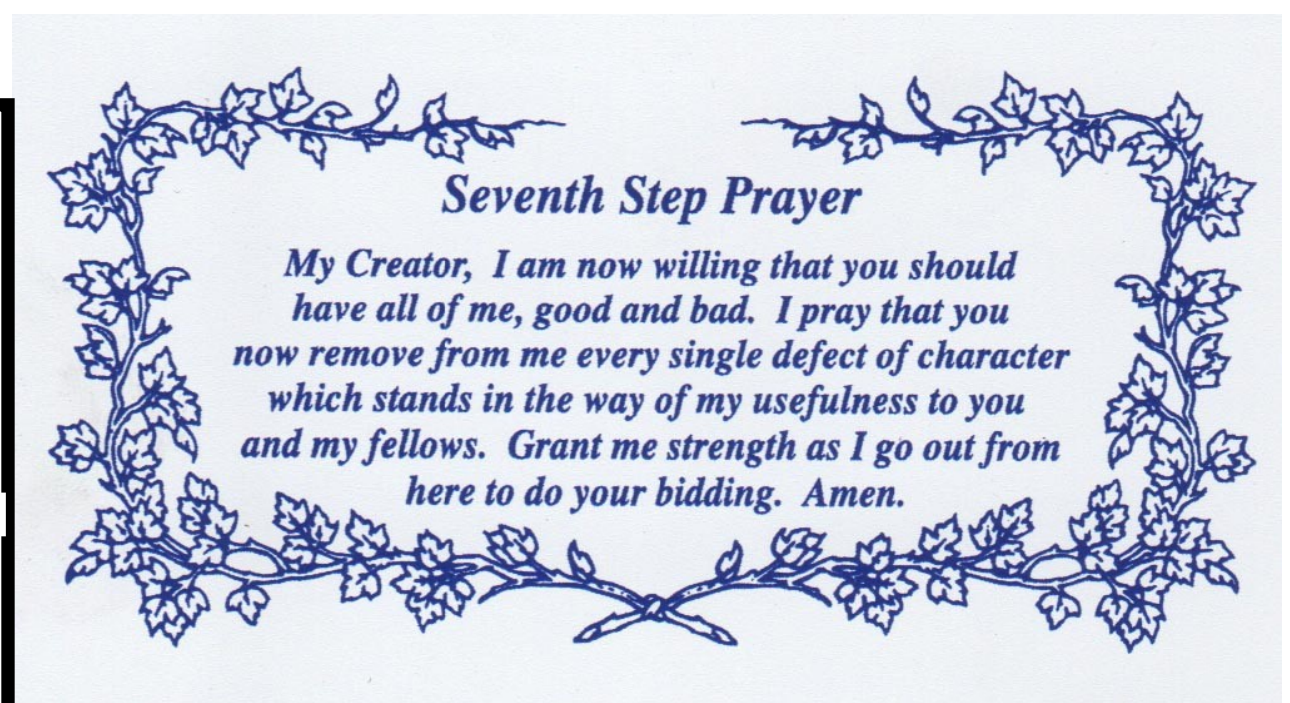 Seventh Step Prayer
My Creator, I am now willing that you should
have all of me, good and bad. I pray that you
now remove from me every single defect of character
which stands in the way of my usefulness to you
and my fellows. Grant me strength as I go out from
here to do your bidding. Amen.